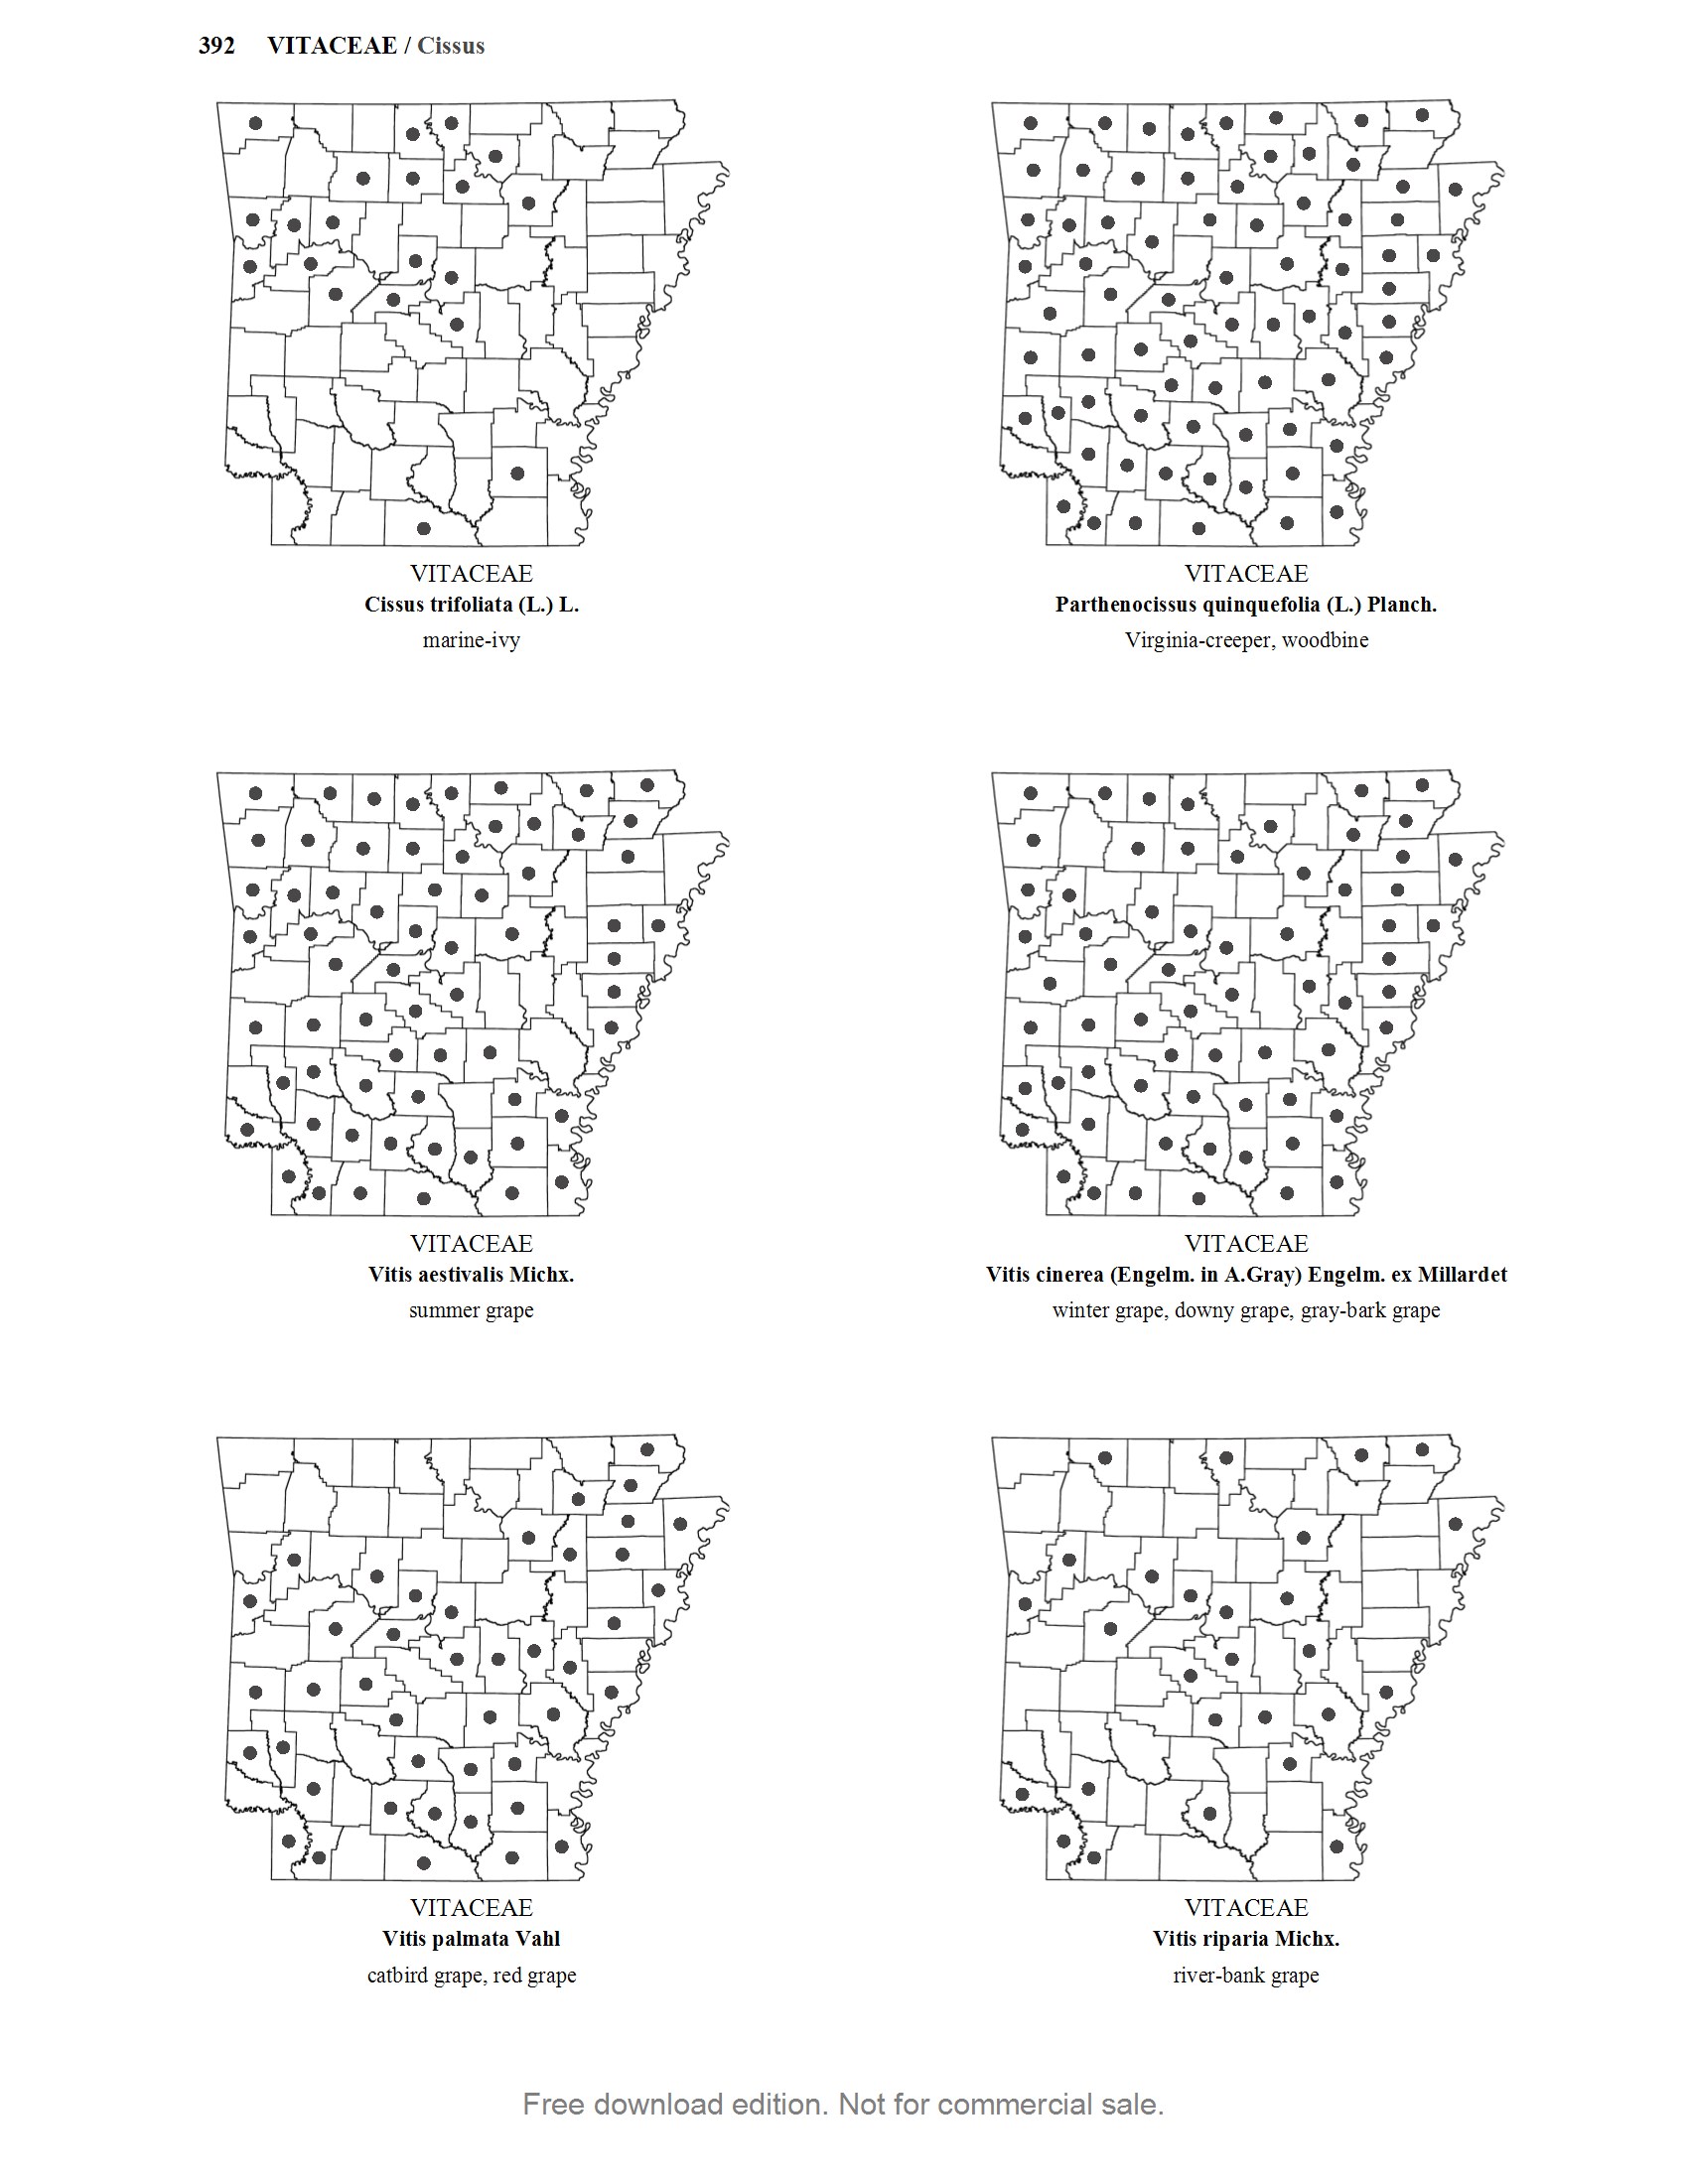 392 VITACEAE / Cissus
VITACEAE
Cissus trifoliata (L.) L.
marine-ivy
VITACEAE
Parthenocissus quinquefolia (L.) Planch.
Virginia-creeper, woodbine
VITACEAE
Vitis aestivalis Michx.
summer grape
VITACEAE
Vitis cinerea (Engelm. in A.Gray) Engelm. ex Millardet
winter grape, downy grape, gray-bark grape
VITACEAE
Vitis palmata Vahl
catbird grape, red grape
VITACEAE
Vitis riparia Michx.
river-bank grape
Free download edition. Not for commercial sale.